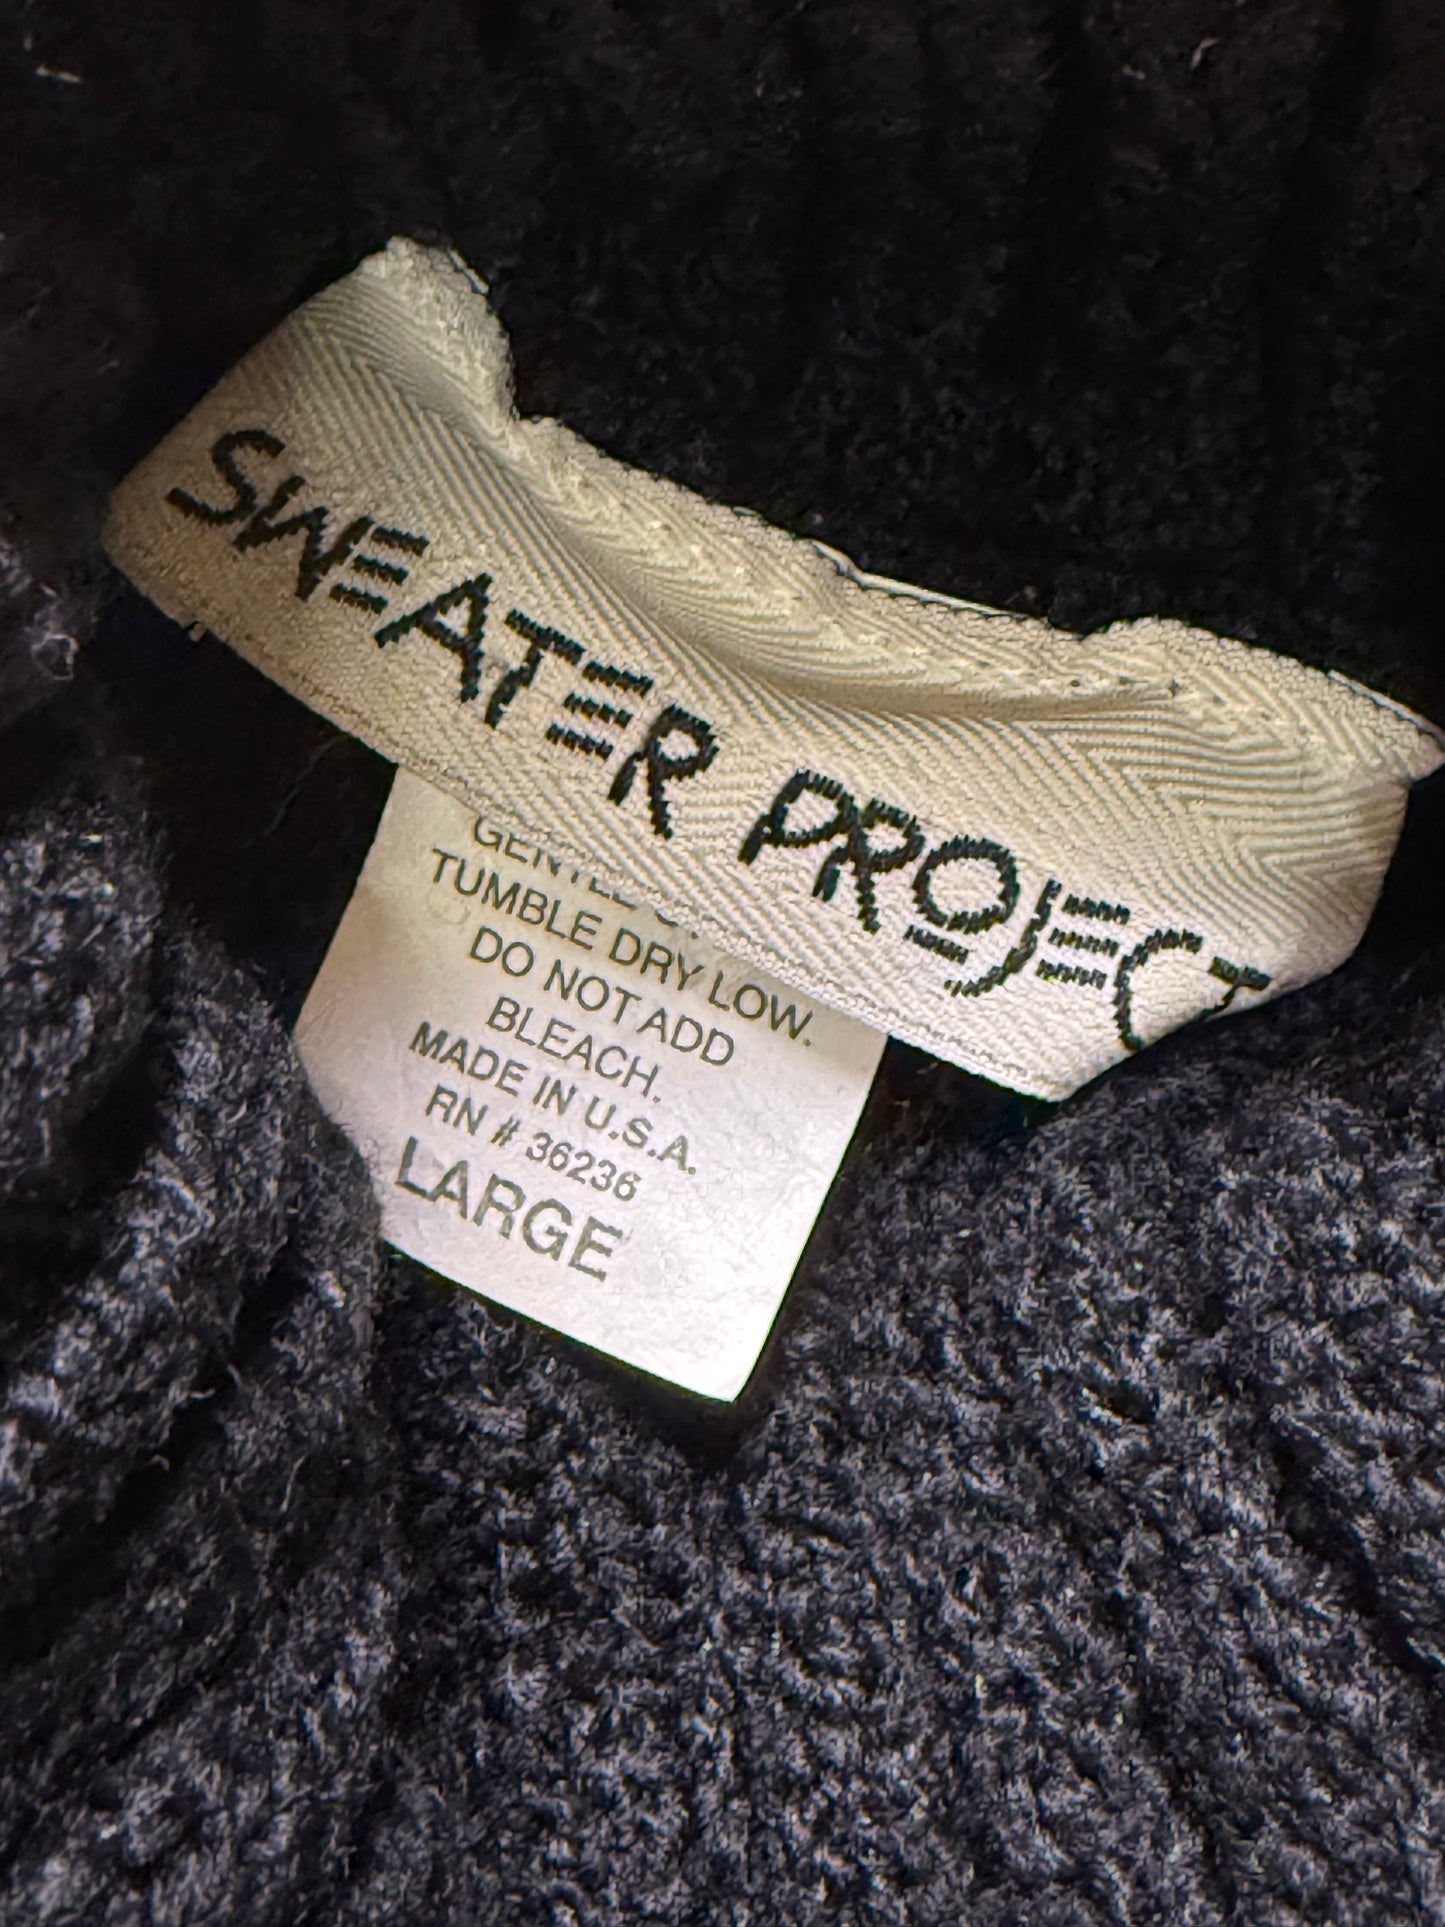 SWEATER PROJECT
TUMBLE DRY LOW.
DO NOT ADD
BLEACH.
MADE IN U.S.A.
RN # 36236
LARGE